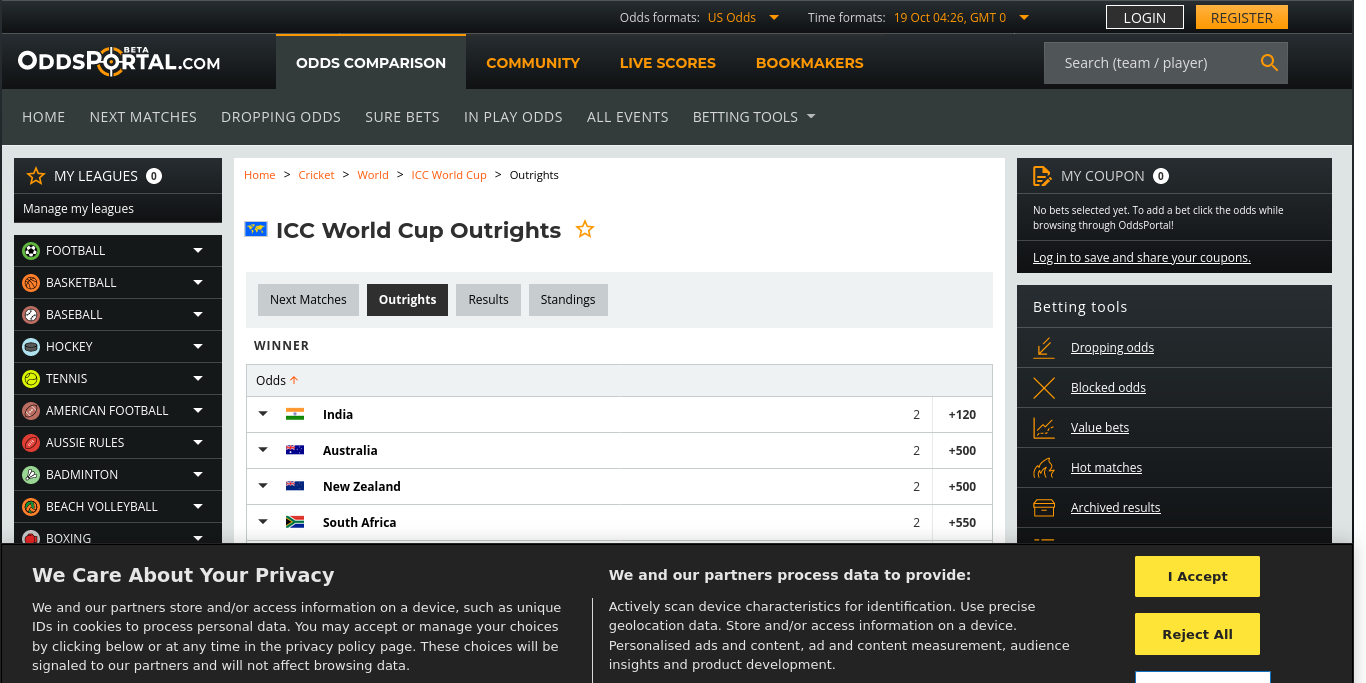 Odds formats: US Odds
Time formats: 19 Oct 04:26, GMT 0
LOGIN
REGISTER
ODDSPORTAL.COM
BETA
ODDS COMPARISON
COMMUNITY
LIVE SCORES
BOOKMAKERS
Search (team / player)
HOME
NEXT MATCHES
DROPPING ODDS
SURE BETS
IN PLAY ODDS
ALL EVENTS
BETTING TOOLS
MY LEAGUES 0
Manage my leagues
FOOTBALL
BASKETBALL
BASEBALL
HOCKEY
TENNIS
AMERICAN FOOTBALL
AUSSIE RULES
BADMINTON
BEACH VOLLEYBALL
BOXING
Home > Cricket > World > ICC World Cup > Outrights
ICC World Cup Outrights
Next Matches
Outrights
Results
Standings
WINNER
Odds
India 2 +120
Australia 2 +500
New Zealand 2 +500
South Africa 2 +550
MY COUPON 0
No bets selected yet. To add a bet click the odds while
browsing through OddsPortal!
Log in to save and share your coupons.
Betting tools
Dropping odds
Blocked odds
Value bets
Hot matches
Archived results
We Care About Your Privacy
We and our partners store and/or access information on a device, such as unique
IDs in cookies to process personal data. You may accept or manage your choices
by clicking below or at any time in the privacy policy page. These choices will be
signaled to our partners and will not affect browsing data.
We and our partners process data to provide:
Actively scan device characteristics for identification. Use precise
geolocation data. Store and/or access information on a device.
Personalised ads and content, ad and content measurement, audience
insights and product development.
I Accept
Reject All